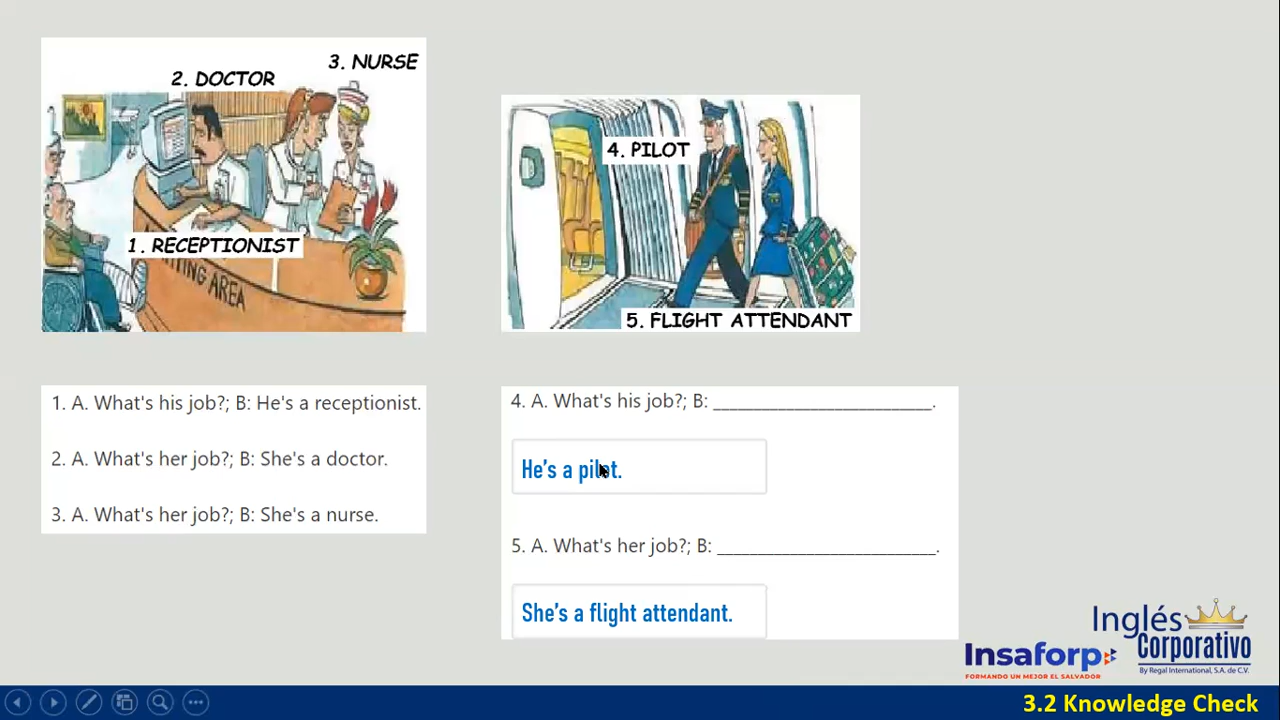 3. NURSE
2. DOCTOR
1. RECEPTIONIST
WAITING AREA
4. PILOT
5. FLIGHT ATTENDANT
1. A. What's his job?; B: He's a receptionist.
2. A. What's her job?; B: She's a doctor.
3. A. What's her job?; B: She's a nurse.
4. A. What's his job?; B: __________________________.
He's a pilot.
5. A. What's her job?; B: __________________________.
She's a flight attendant.
Insaforp
FORMANDO UN MEJOR EL SALVADOR
Inglés
Corporativo
By Regal International, S.A. de C.V.
3.2 Knowledge Check